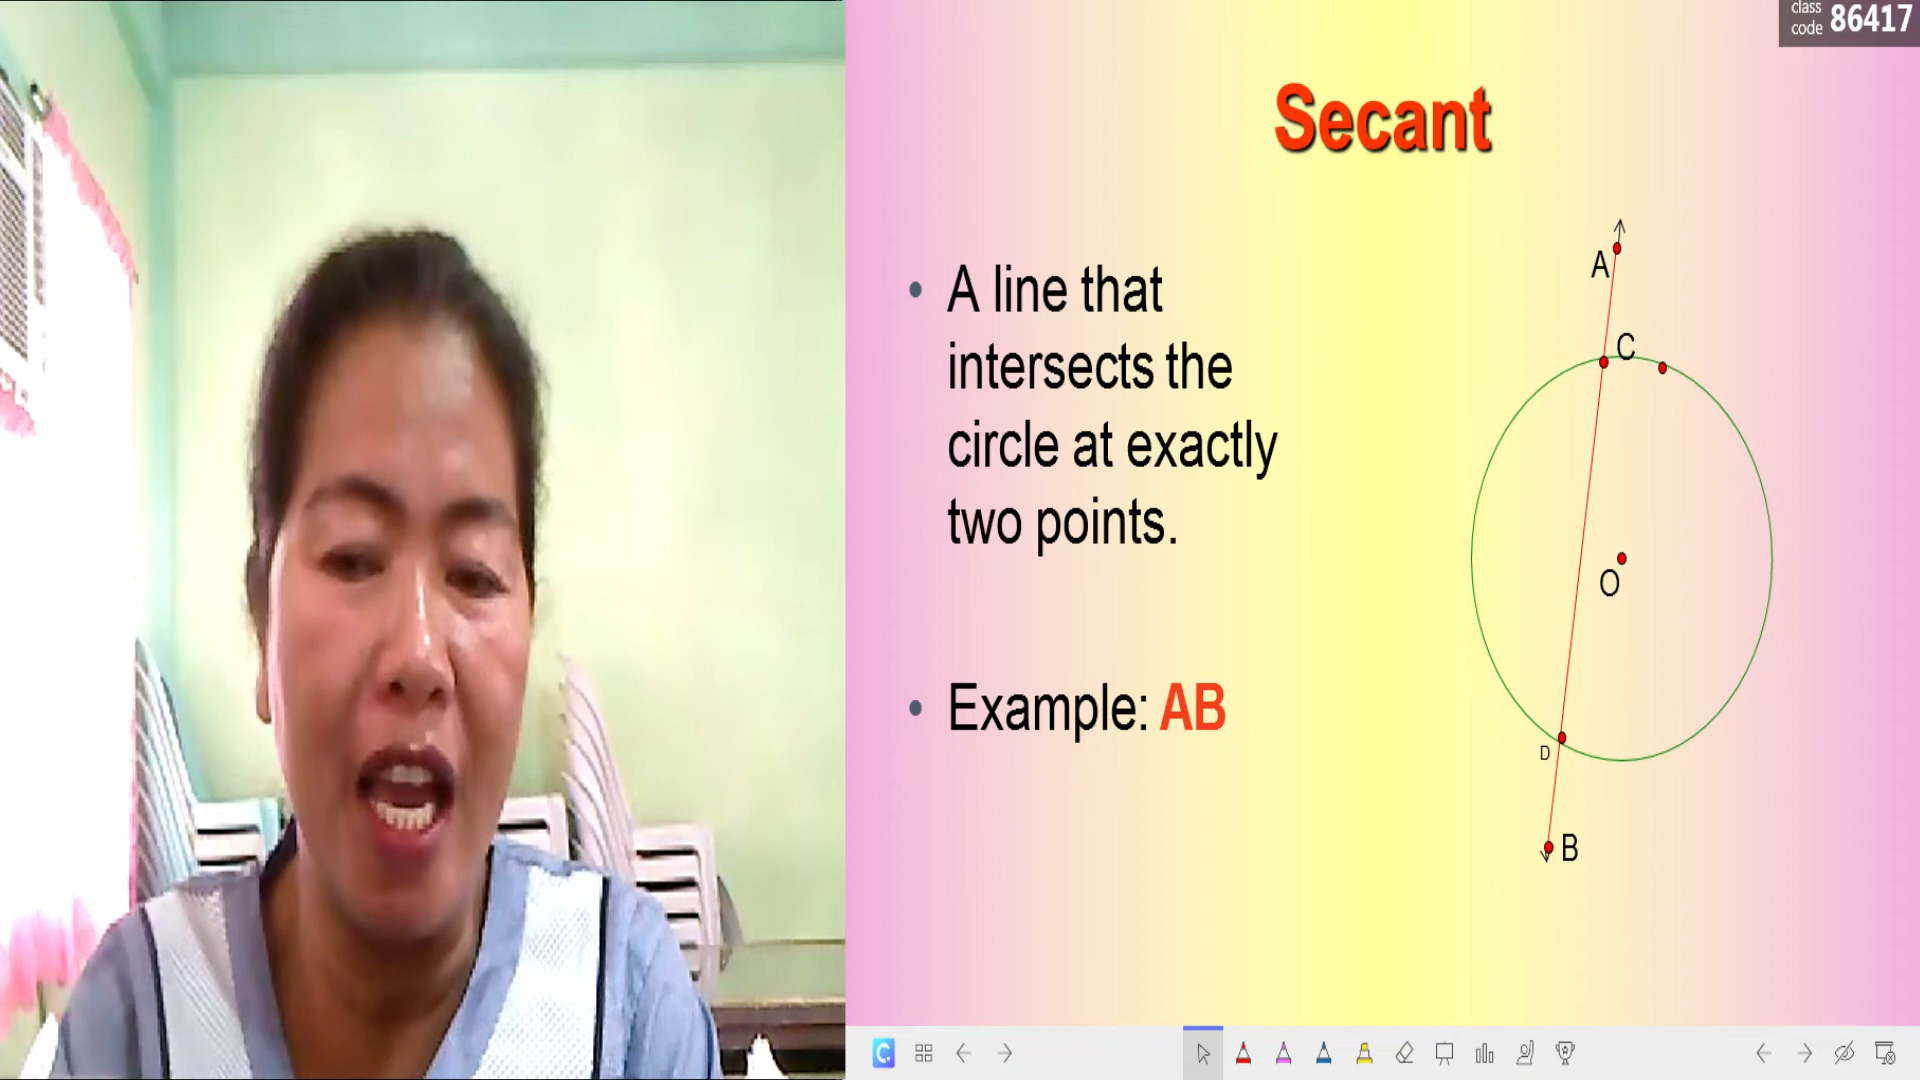 class
code 86417
Secant
A line that
intersects the
circle at exactly
two points.
Example: AB
A
C
O
D
B
C.